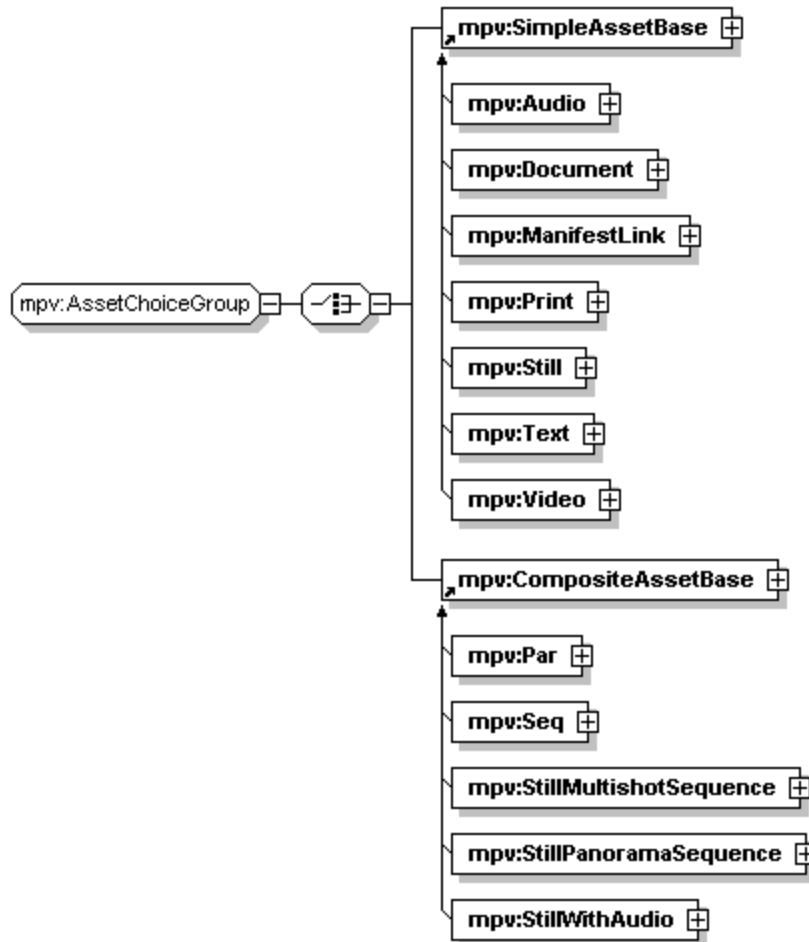 mpv:SimpleAssetBase
mpv:Audio
mpv:Document
mpv:ManifestLink
mpv:AssetChoiceGroup
mpv:Print
mpv:Still
mpv:Text
mpv:Video
mpv:CompositeAssetBase
mpv:Par
mpv:Seq
mpv:StillMultishotSequence
mpv:StillPanoramaSequence
mpv:StillWithAudio